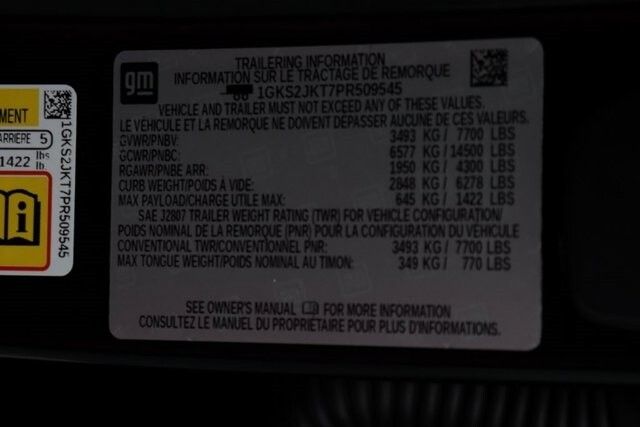 MENT
ARRIERE 5
1422 lbs
lb
1GKS2JKT7PR509545
gm
TRAILERING INFORMATION
INFORMATION SUR LE TRACTAGE DE REMORQUE
1GKS2JKT7PR509545
VEHICLE AND TRAILER MUST NOT EXCEED ANY OF THESE VALUES.
LE VÉHICULE ET LA REMORQUE NE DOIVENT DÉPASSER AUCUNE DE CES VALEURS.
GVWR/PNBV: 3493 KG / 7700 LBS
GCWR/PNBC: 6577 KG / 14500 LBS
RGAWR/PNBE ARR: 1950 KG / 4300 LBS
CURB WEIGHT/POIDS À VIDE: 2848 KG / 6278 LBS
MAX PAYLOAD/CHARGE UTILE MAX: 645 KG / 1422 LBS
SAE J2807 TRAILER WEIGHT RATING (TWR) FOR VEHICLE CONFIGURATION/
POIDS NOMINAL DE LA REMORQUE (PNR) POUR LA CONFIGURATION DU VÉHICULE
CONVENTIONAL TWR/CONVENTIONNEL PNR: 3493 KG / 7700 LBS
MAX TONGUE WEIGHT/POIDS NOMINAL AU TIMON: 349 KG / 770 LBS
SEE OWNER'S MANUAL FOR MORE INFORMATION
CONSULTEZ LE MANUEL DU PROPRIÉTAIRE POUR PLUS D'INFORMATIONS.